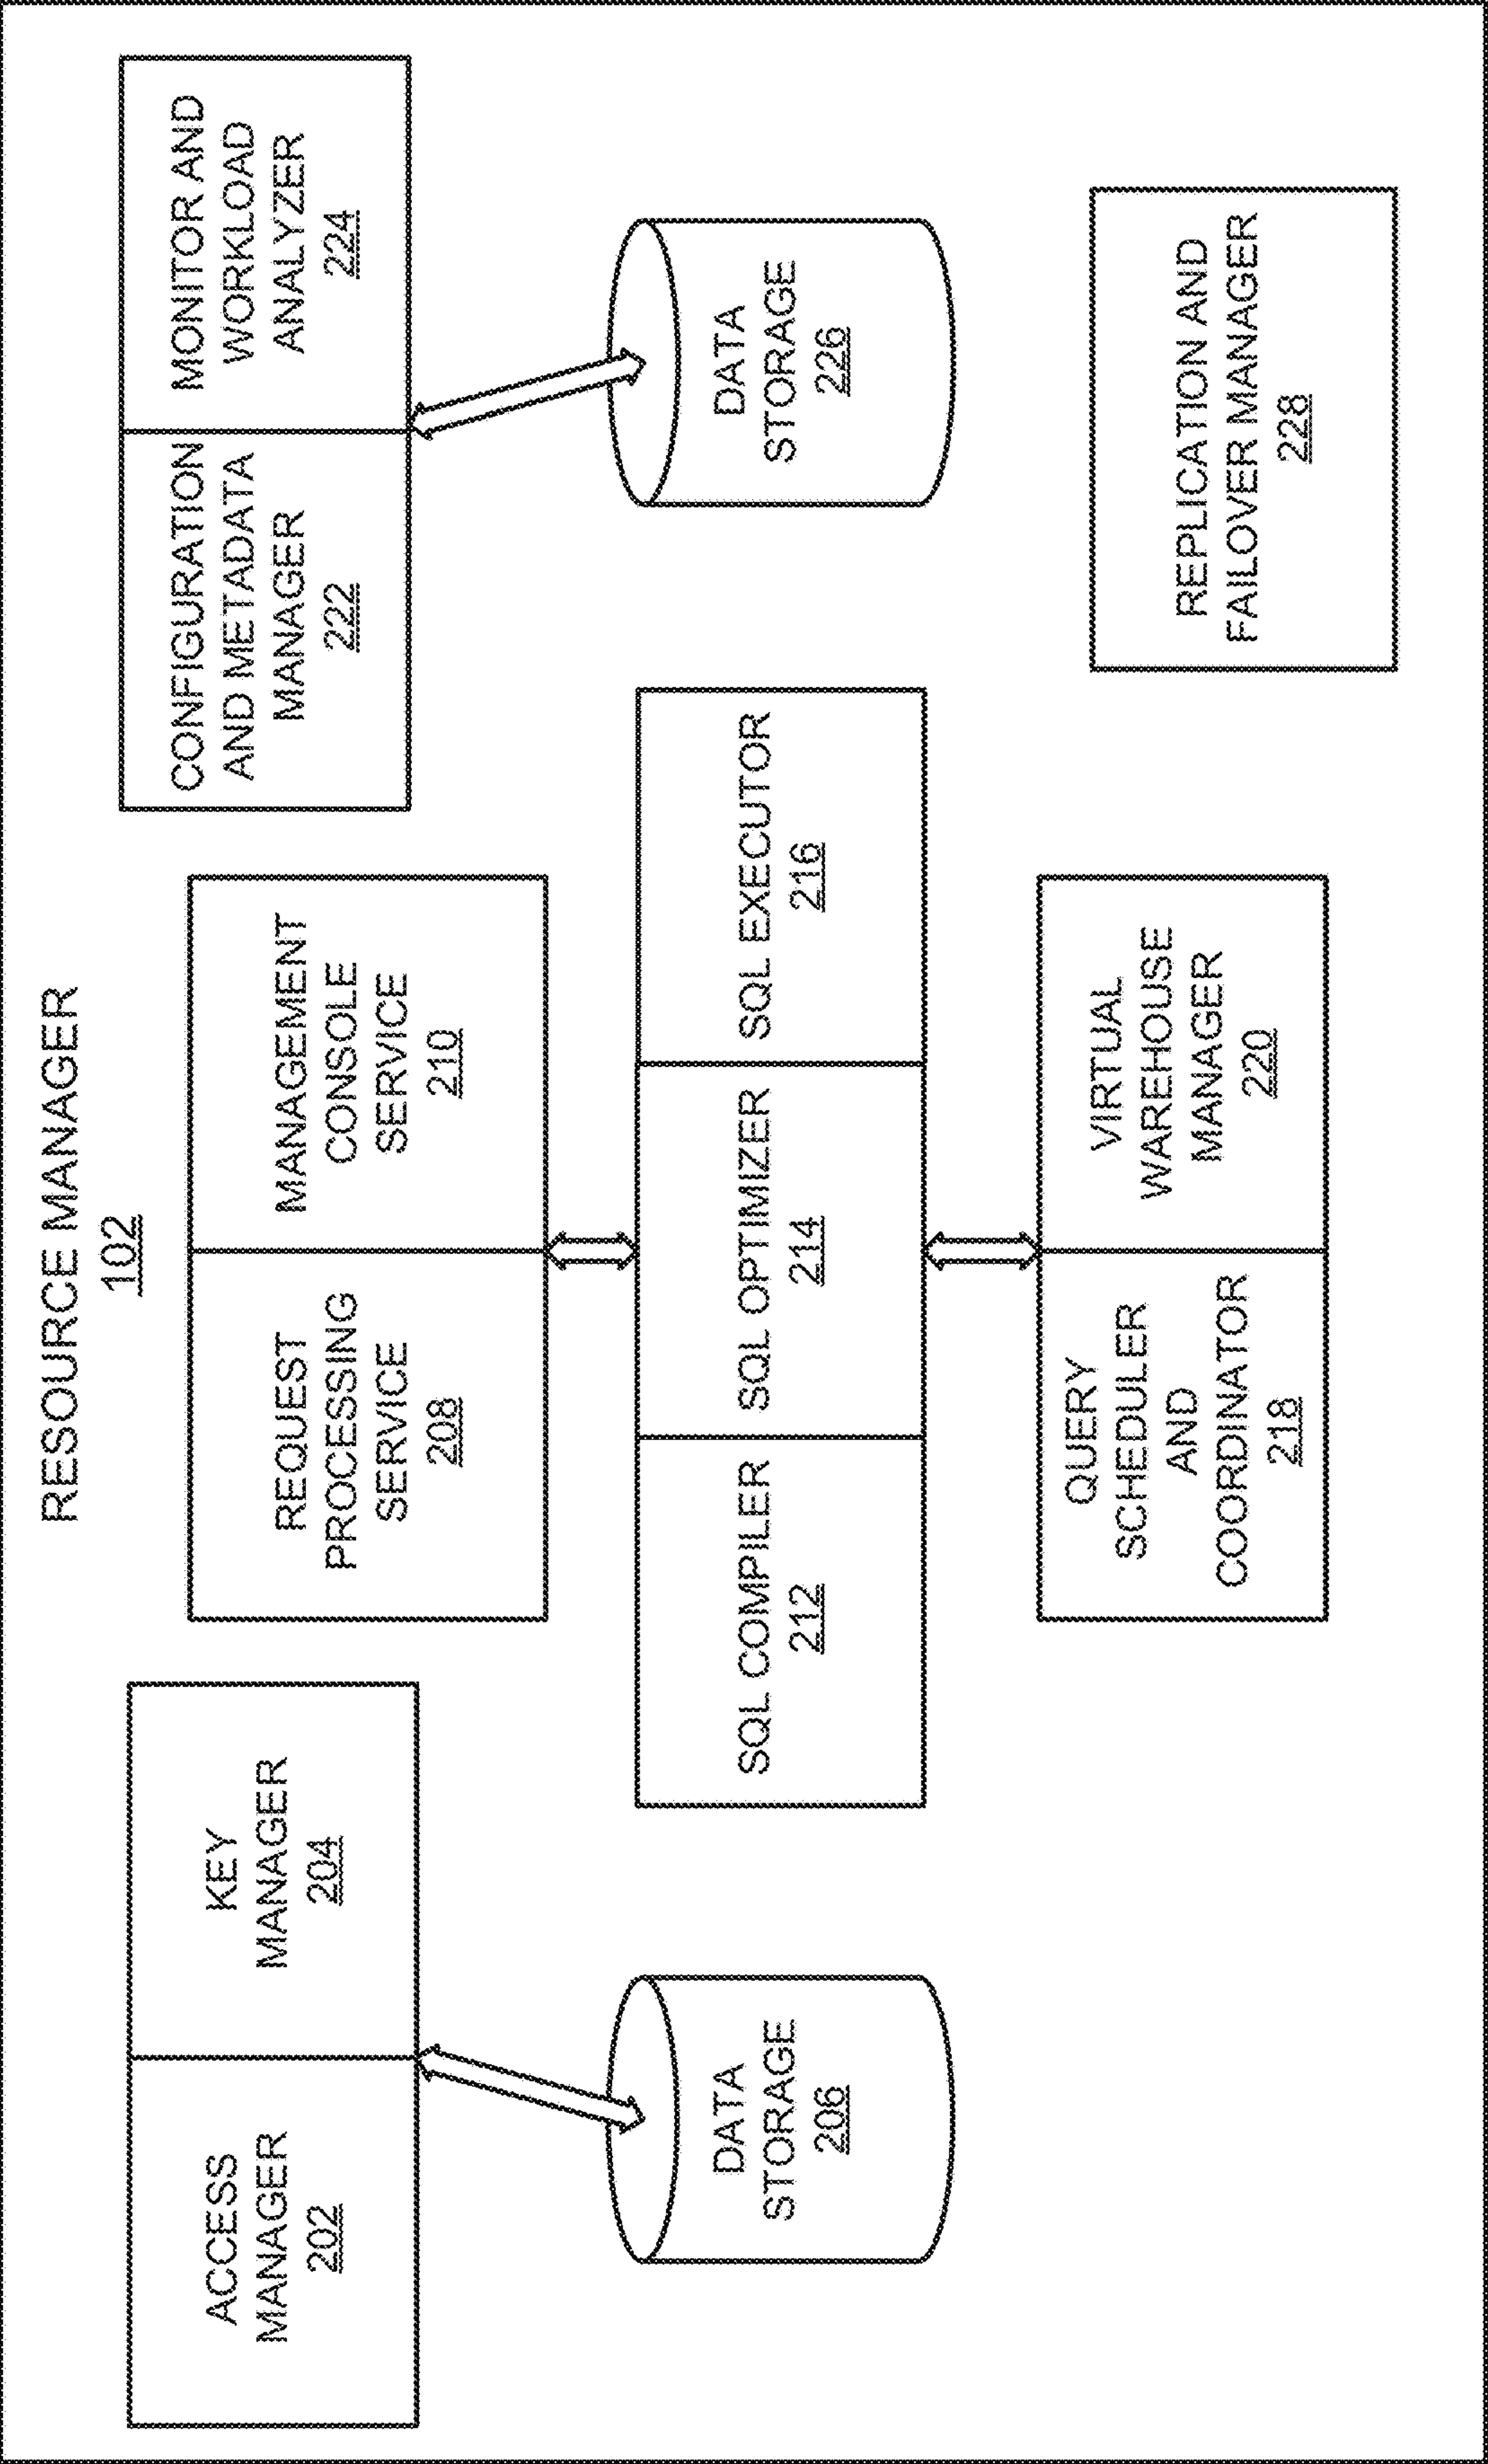 RESOURCE MANAGER
102
ACCESS
MANAGER
202
KEY
MANAGER
204
DATA
STORAGE
206
REQUEST
PROCESSING
SERVICE
208
MANAGEMENT
CONSOLE
SERVICE
210
SQL COMPILER
212
SQL OPTIMIZER
214
SQL EXECUTOR
216
QUERY
SCHEDULER
AND
COORDINATOR
218
VIRTUAL
WAREHOUSE
MANAGER
220
CONFIGURATION
AND METADATA
MANAGER
222
MONITOR AND
WORKLOAD
ANALYZER
224
DATA
STORAGE
226
REPLICATION AND
FAILOVER MANAGER
228